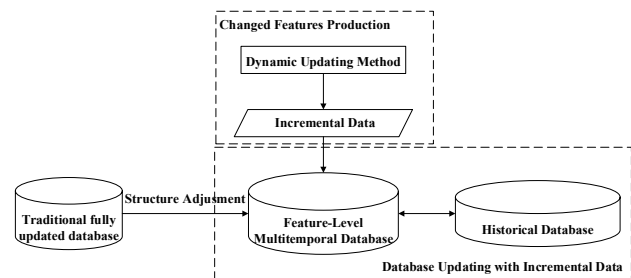 Changed Features Production
Dynamic Updating Method
Incremental Data
Structure Adjusment
Traditional fully
updated database
Feature-Level
Multitemporal Database
Historical Database
Database Updating with Incremental Data